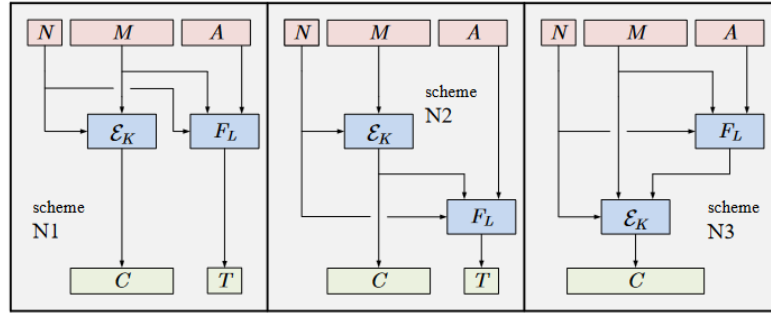 N M A
ℰ_K F_L
scheme
N1
C T
N M A
scheme
N2
ℰ_K
F_L
C T
N M A
F_L
ℰ_K
scheme
N3
C